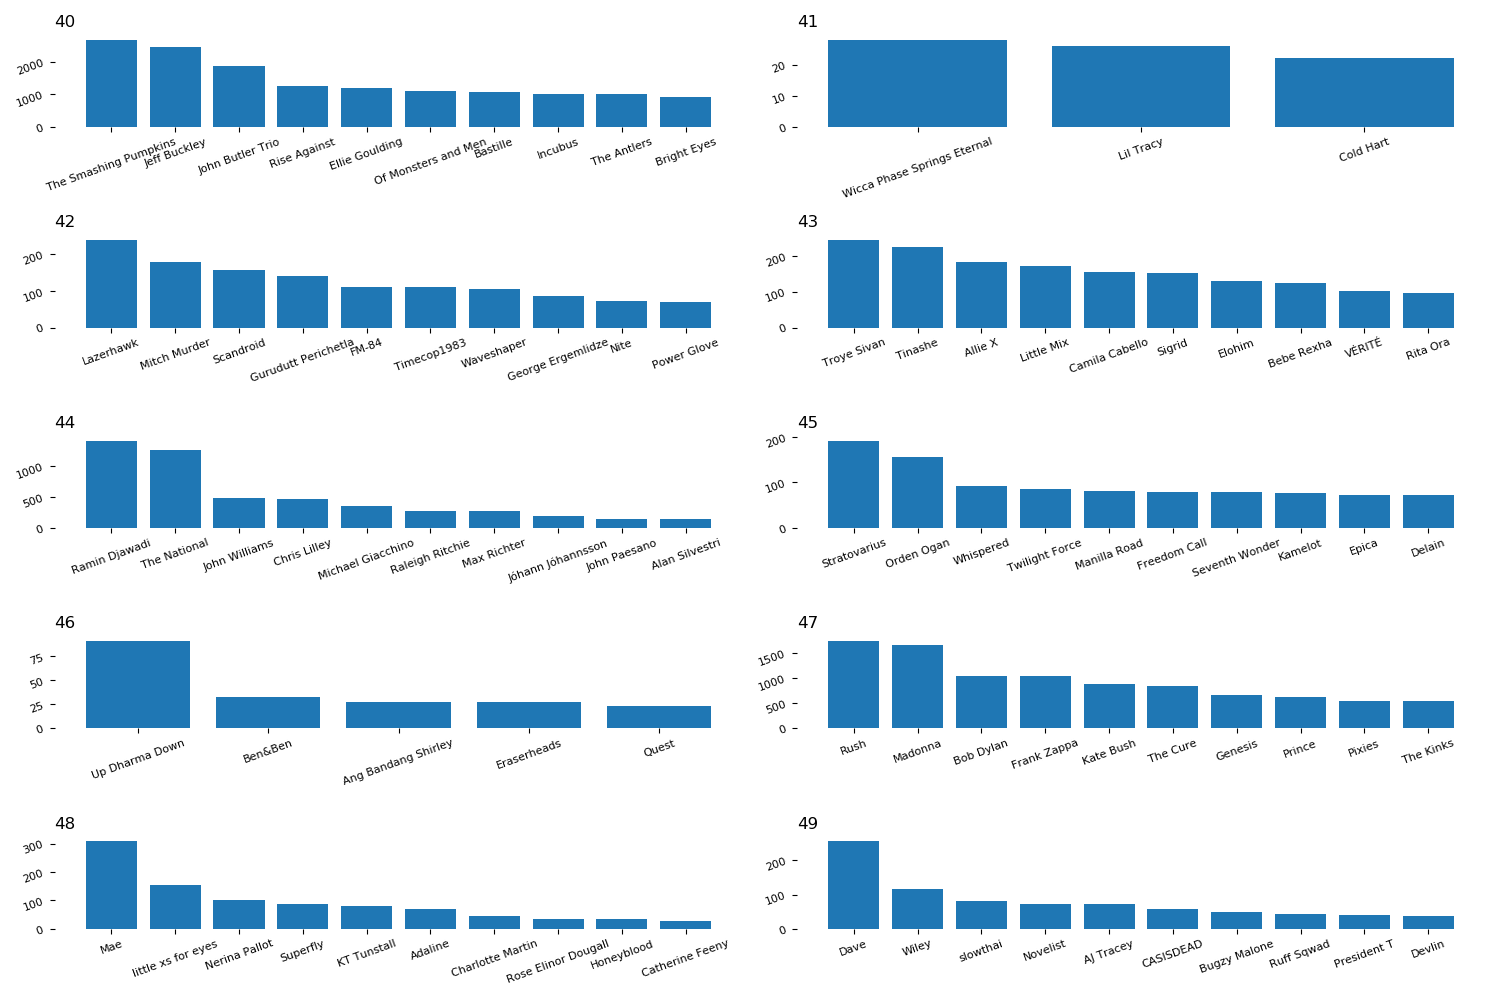 40
2000
1000
0
The Smashing Pumpkins
Jeff Buckley
John Butler Trio
Rise Against
Ellie Goulding
Of Monsters and Men
Bastille
Incubus
The Antlers
Bright Eyes
41
20
10
0
Wicca Phase Springs Eternal
Lil Tracy
Cold Hart
42
200
100
0
Lazerhawk
Mitch Murder
Scandroid
Gurudutt Perichetla
FM-84
Timecop1983
Waveshaper
George Ergemlidze
Nite
Power Glove
43
200
100
0
Troye Sivan
Tinashe
Allie X
Little Mix
Camila Cabello
Sigrid
Elohim
Bebe Rexha
VÉRITÉ
Rita Ora
44
1000
500
0
Ramin Djawadi
The National
John Williams
Chris Lilley
Michael Giacchino
Raleigh Ritchie
Max Richter
Jóhann Jóhannsson
John Paesano
Alan Silvestri
45
200
100
0
Stratovarius
Orden Ogan
Whispered
Twilight Force
Manilla Road
Freedom Call
Seventh Wonder
Kamelot
Epica
Delain
46
75
50
25
0
Up Dharma Down
Ben&Ben
Ang Bandang Shirley
Eraserheads
Quest
47
1500
1000
500
0
Rush
Madonna
Bob Dylan
Frank Zappa
Kate Bush
The Cure
Genesis
Prince
Pixies
The Kinks
48
300
200
100
0
Mae
little xs for eyes
Nerina Pallot
Superfly
KT Tunstall
Adaline
Charlotte Martin
Rose Elinor Dougall
Honeyblood
Catherine Feeny
49
200
100
0
Dave
Wiley
slowthai
Novelist
AJ Tracey
CASISDEAD
Bugzy Malone
Ruff Sqwad
President T
Devlin